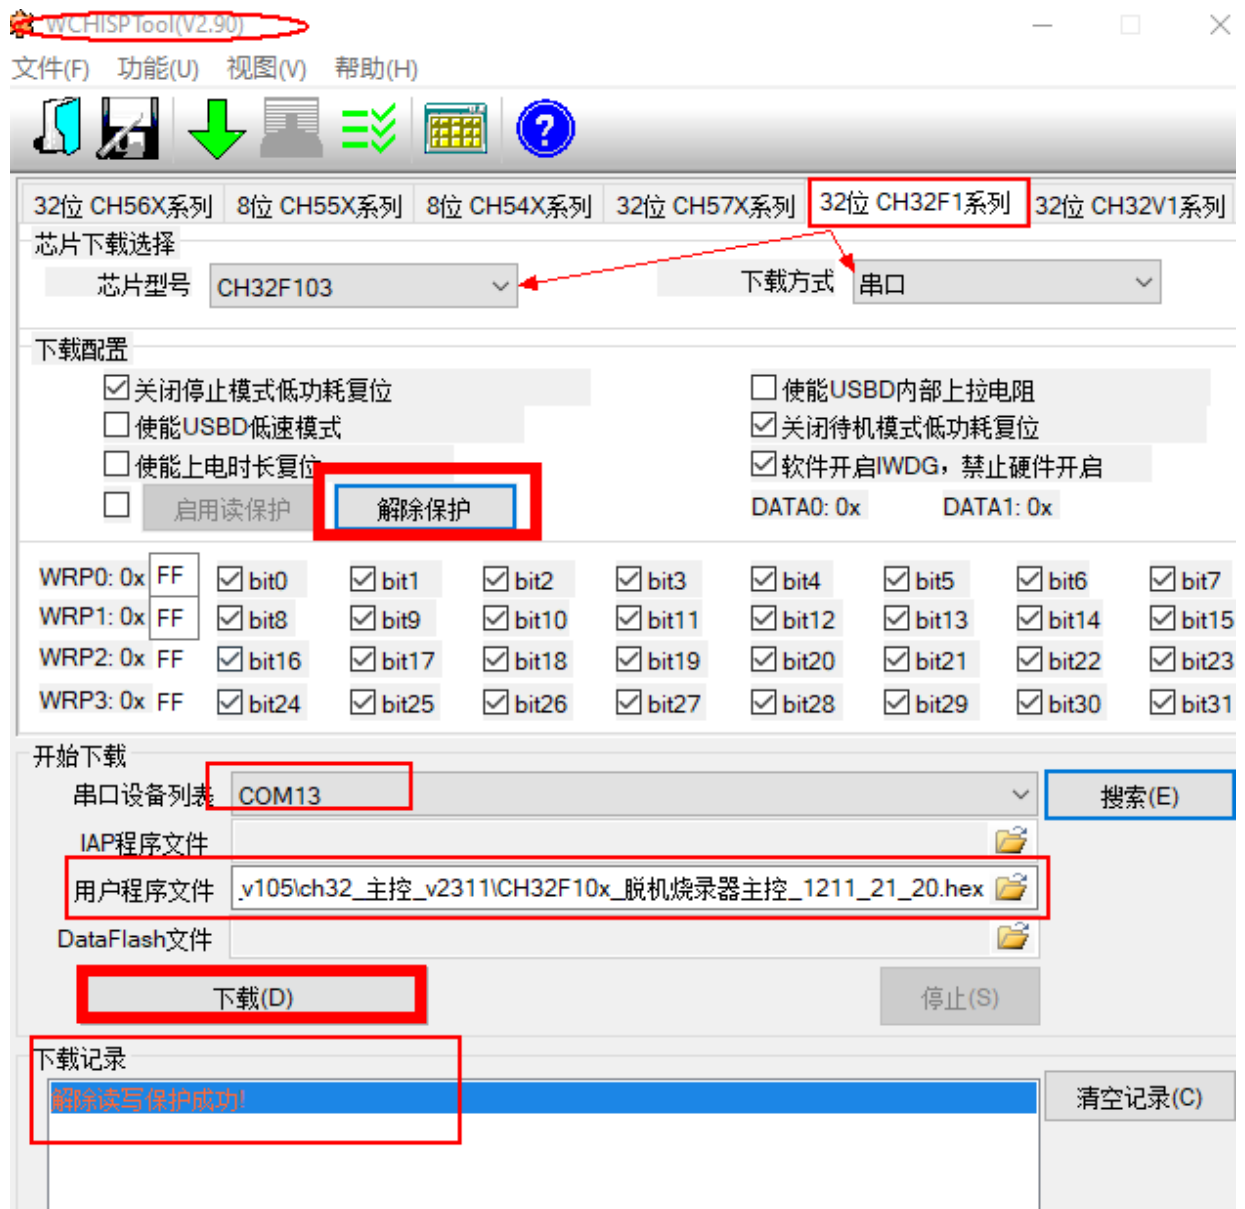 WCHISPTool(V2.90)
文件(F) 功能(U) 视图(V) 帮助(H)
32位 CH56X系列 8位 CH55X系列 8位 CH54X系列 32位 CH57X系列 32位 CH32F1系列 32位 CH32V1系列
芯片下载选择
芯片型号 CH32F103 下载方式 串口
下载配置
关闭停止模式低功耗复位 使能USBD内部上拉电阻
使能USBD低速模式 关闭待机模式低功耗复位
使能上电时长复位 软件开启IWDG，禁止硬件开启
启用读保护 解除保护 DATA0: 0x DATA1: 0x
WRP0: 0x FF bit0 bit1 bit2 bit3 bit4 bit5 bit6 bit7
WRP1: 0x FF bit8 bit9 bit10 bit11 bit12 bit13 bit14 bit15
WRP2: 0x FF bit16 bit17 bit18 bit19 bit20 bit21 bit22 bit23
WRP3: 0x FF bit24 bit25 bit26 bit27 bit28 bit29 bit30 bit31
开始下载
串口设备列表 COM13 搜索(E)
IAP程序文件
用户程序文件 _v105\ch32_主控_v2311\CH32F10x_脱机烧录器主控_1211_21_20.hex
DataFlash文件
下载(D) 停止(S)
下载记录
解除读写保护成功! 清空记录(C)